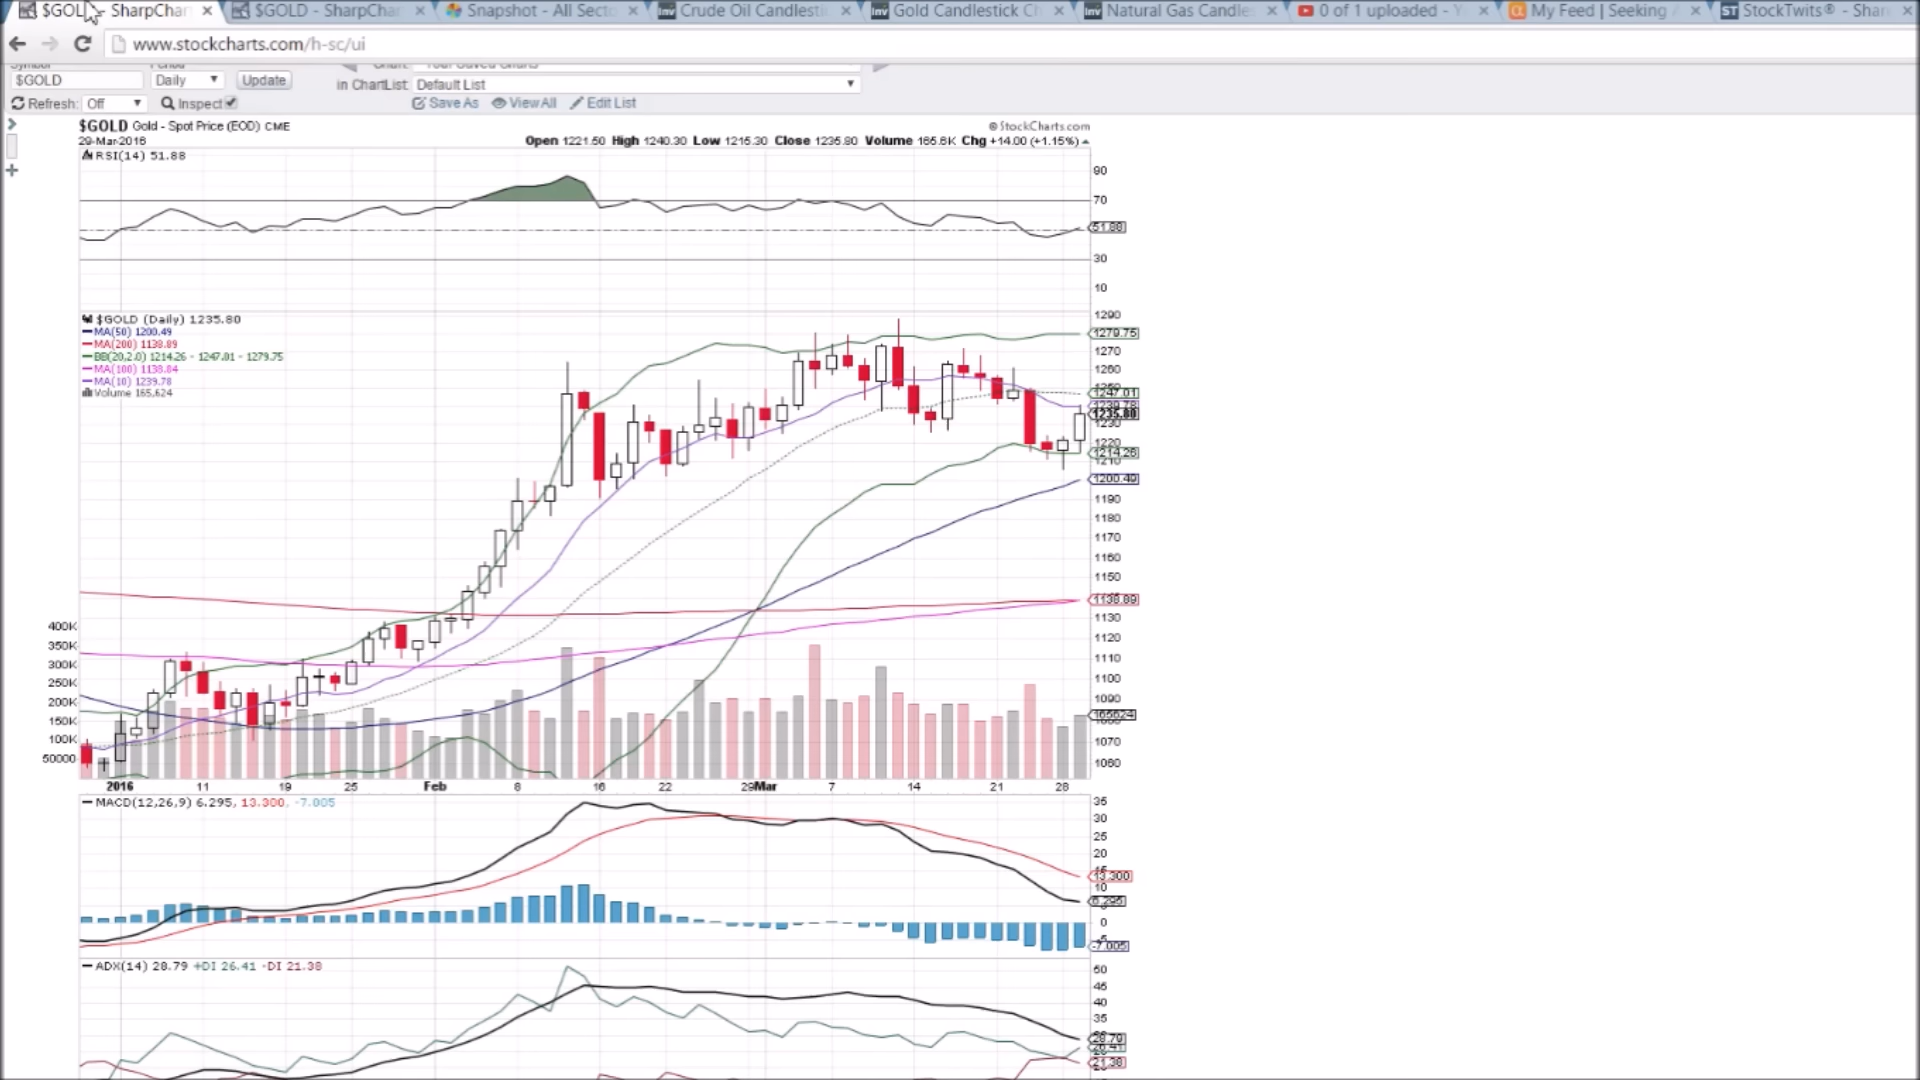 $GOLD - SharpChar $GOLD - SharpChar Snapshot - All Secto Crude Oil Candlesti Gold Candlestick C Natural Gas Candle 0 of 1 uploaded - Y My Feed | Seeking StockTwits® - Shar
www.stockcharts.com/h-sc/ui
$GOLD Daily Update in ChartList: Default List
Refresh: Off Inspect Save As View All Edit List
$GOLD Gold - Spot Price (EOD) CME © StockCharts.com
29-Mar-2016 Open 1221.50 High 1240.30 Low 1215.30 Close 1235.80 Volume 165.6K Chg +14.00 (+1.15%)
RSI(14) 51.88
90
70
51.88
30
10
$GOLD (Daily) 1235.80
MA(50) 1200.49
MA(200) 1138.89
BB(20,2.0) 1214.26 - 1247.01 - 1279.75
MA(100) 1138.84
MA(10) 1239.78
Volume 165,624
1290
1279.75
1270
1260
1247.01
1239.78
1235.80
1230
1220
1214.26
1210
1200.49
1190
1180
1170
1160
1150
1138.89
1130
1120
1110
1100
1090
165624
1070
1060
400K
350K
300K
250K
200K
150K
100K
50000
2016 11 19 25 Feb 8 16 22 29 Mar 7 14 21 28
MACD(12,26,9) 6.295, 13.300, -7.005
35
30
25
20
13.300
10
6.295
0
-7.005
ADX(14) 28.79 +DI 26.41 -DI 21.38
50
45
40
35
28.79
26.41
21.38